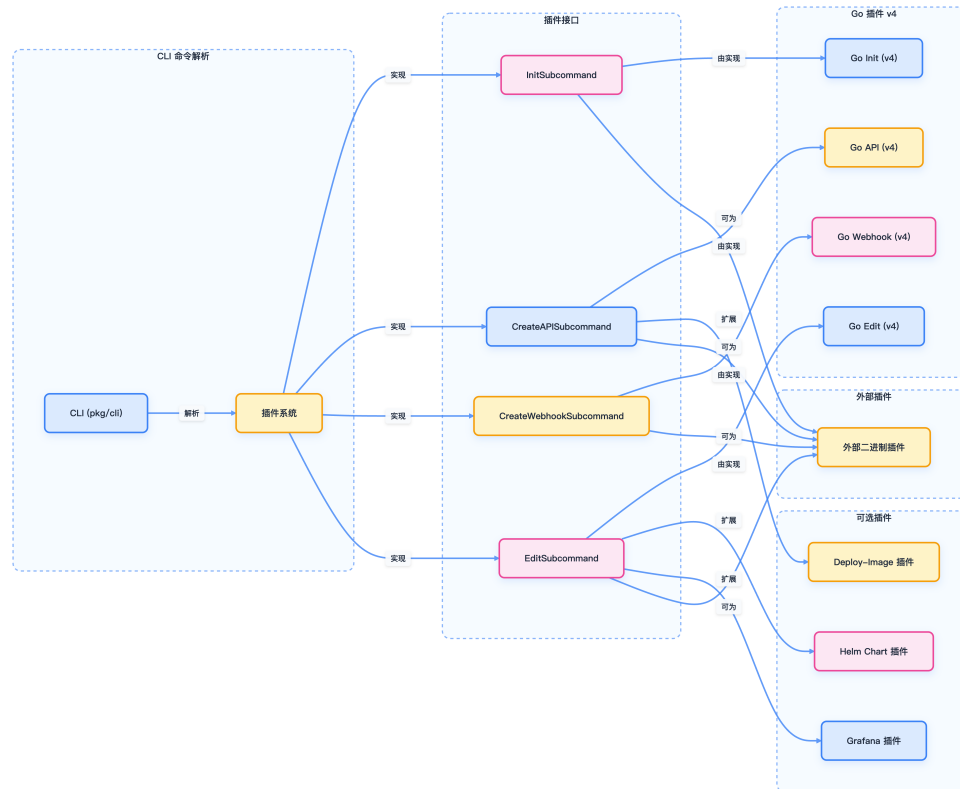 CLI 命令解析
CLI (pkg/cli)
解析
插件系统
实现
实现
实现
实现
插件接口
InitSubcommand
CreateAPISubcommand
CreateWebhookSubcommand
EditSubcommand
由实现
可为
由实现
扩展
可为
由实现
可为
由实现
扩展
扩展
可为
Go 插件 v4
Go Init (v4)
Go API (v4)
Go Webhook (v4)
Go Edit (v4)
外部插件
外部二进制插件
可选插件
Deploy-Image 插件
Helm Chart 插件
Grafana 插件